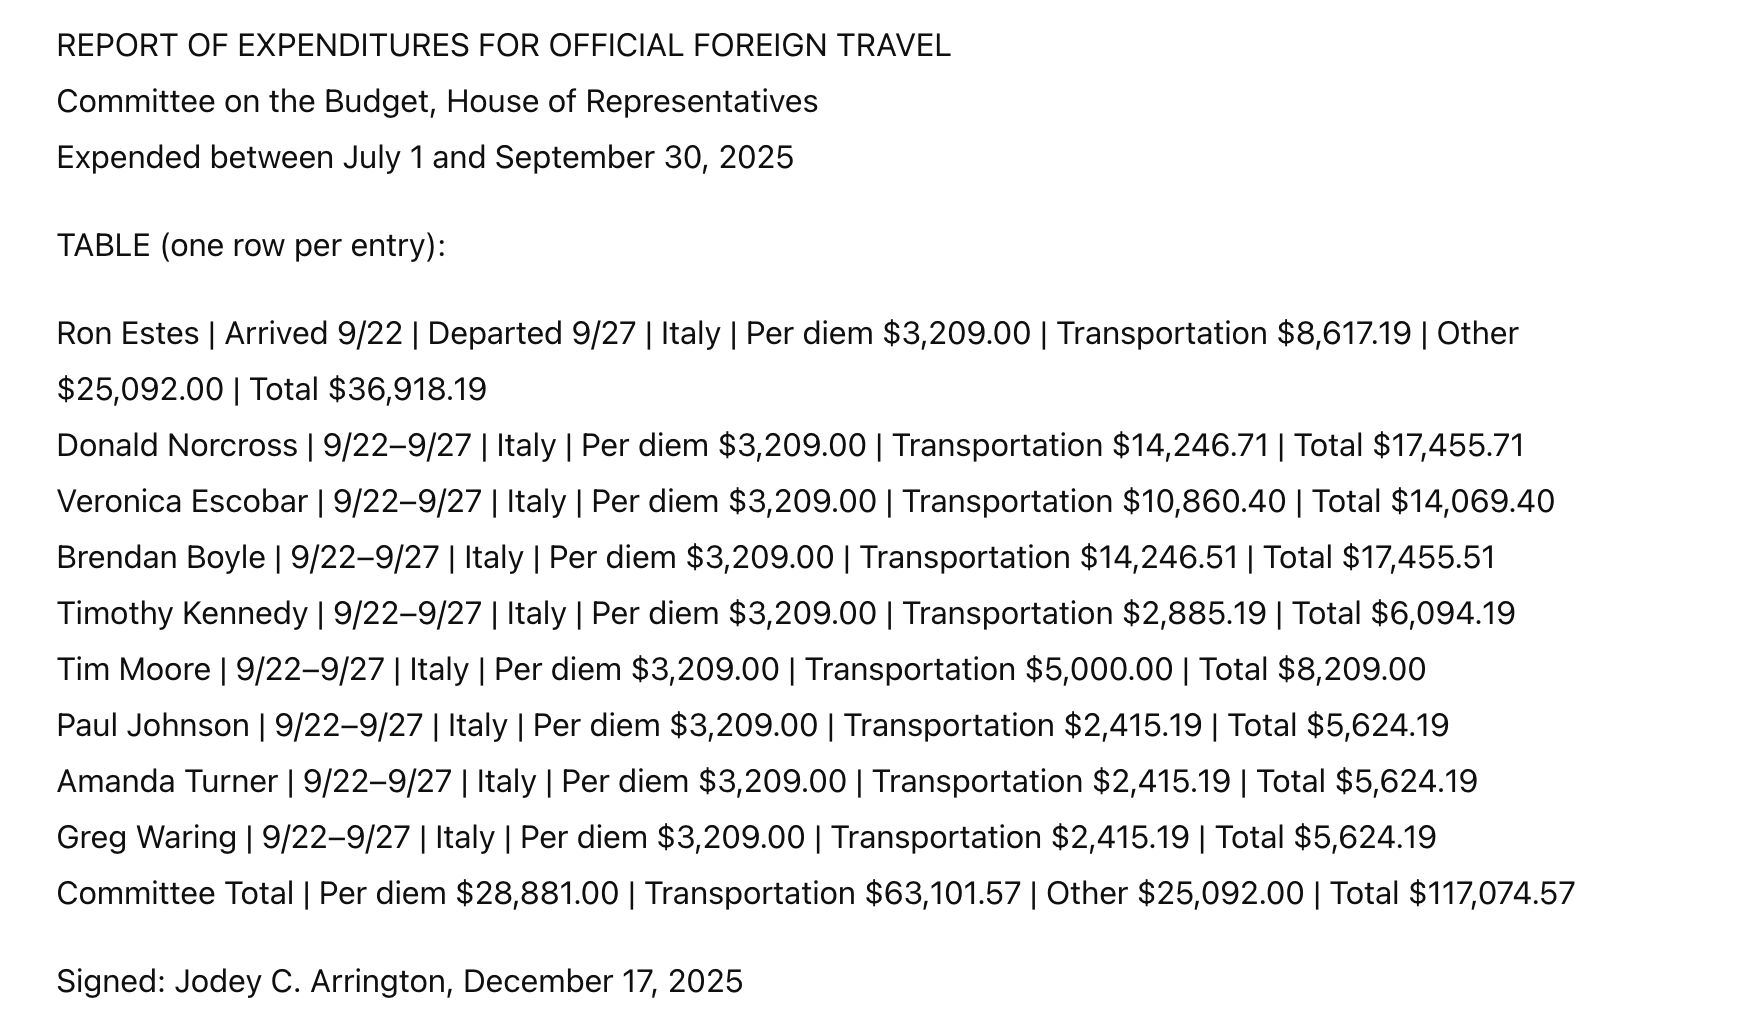 REPORT OF EXPENDITURES FOR OFFICIAL FOREIGN TRAVEL
Committee on the Budget, House of Representatives
Expended between July 1 and September 30, 2025
TABLE (one row per entry):
Ron Estes | Arrived 9/22 | Departed 9/27 | Italy | Per diem $3,209.00 | Transportation $8,617.19 | Other
$25,092.00 | Total $36,918.19
Donald Norcross | 9/22–9/27 | Italy | Per diem $3,209.00 | Transportation $14,246.71 | Total $17,455.71
Veronica Escobar | 9/22–9/27 | Italy | Per diem $3,209.00 | Transportation $10,860.40 | Total $14,069.40
Brendan Boyle | 9/22–9/27 | Italy | Per diem $3,209.00 | Transportation $14,246.51 | Total $17,455.51
Timothy Kennedy | 9/22–9/27 | Italy | Per diem $3,209.00 | Transportation $2,885.19 | Total $6,094.19
Tim Moore | 9/22–9/27 | Italy | Per diem $3,209.00 | Transportation $5,000.00 | Total $8,209.00
Paul Johnson | 9/22–9/27 | Italy | Per diem $3,209.00 | Transportation $2,415.19 | Total $5,624.19
Amanda Turner | 9/22–9/27 | Italy | Per diem $3,209.00 | Transportation $2,415.19 | Total $5,624.19
Greg Waring | 9/22–9/27 | Italy | Per diem $3,209.00 | Transportation $2,415.19 | Total $5,624.19
Committee Total | Per diem $28,881.00 | Transportation $63,101.57 | Other $25,092.00 | Total $117,074.57
Signed: Jodey C. Arrington, December 17, 2025